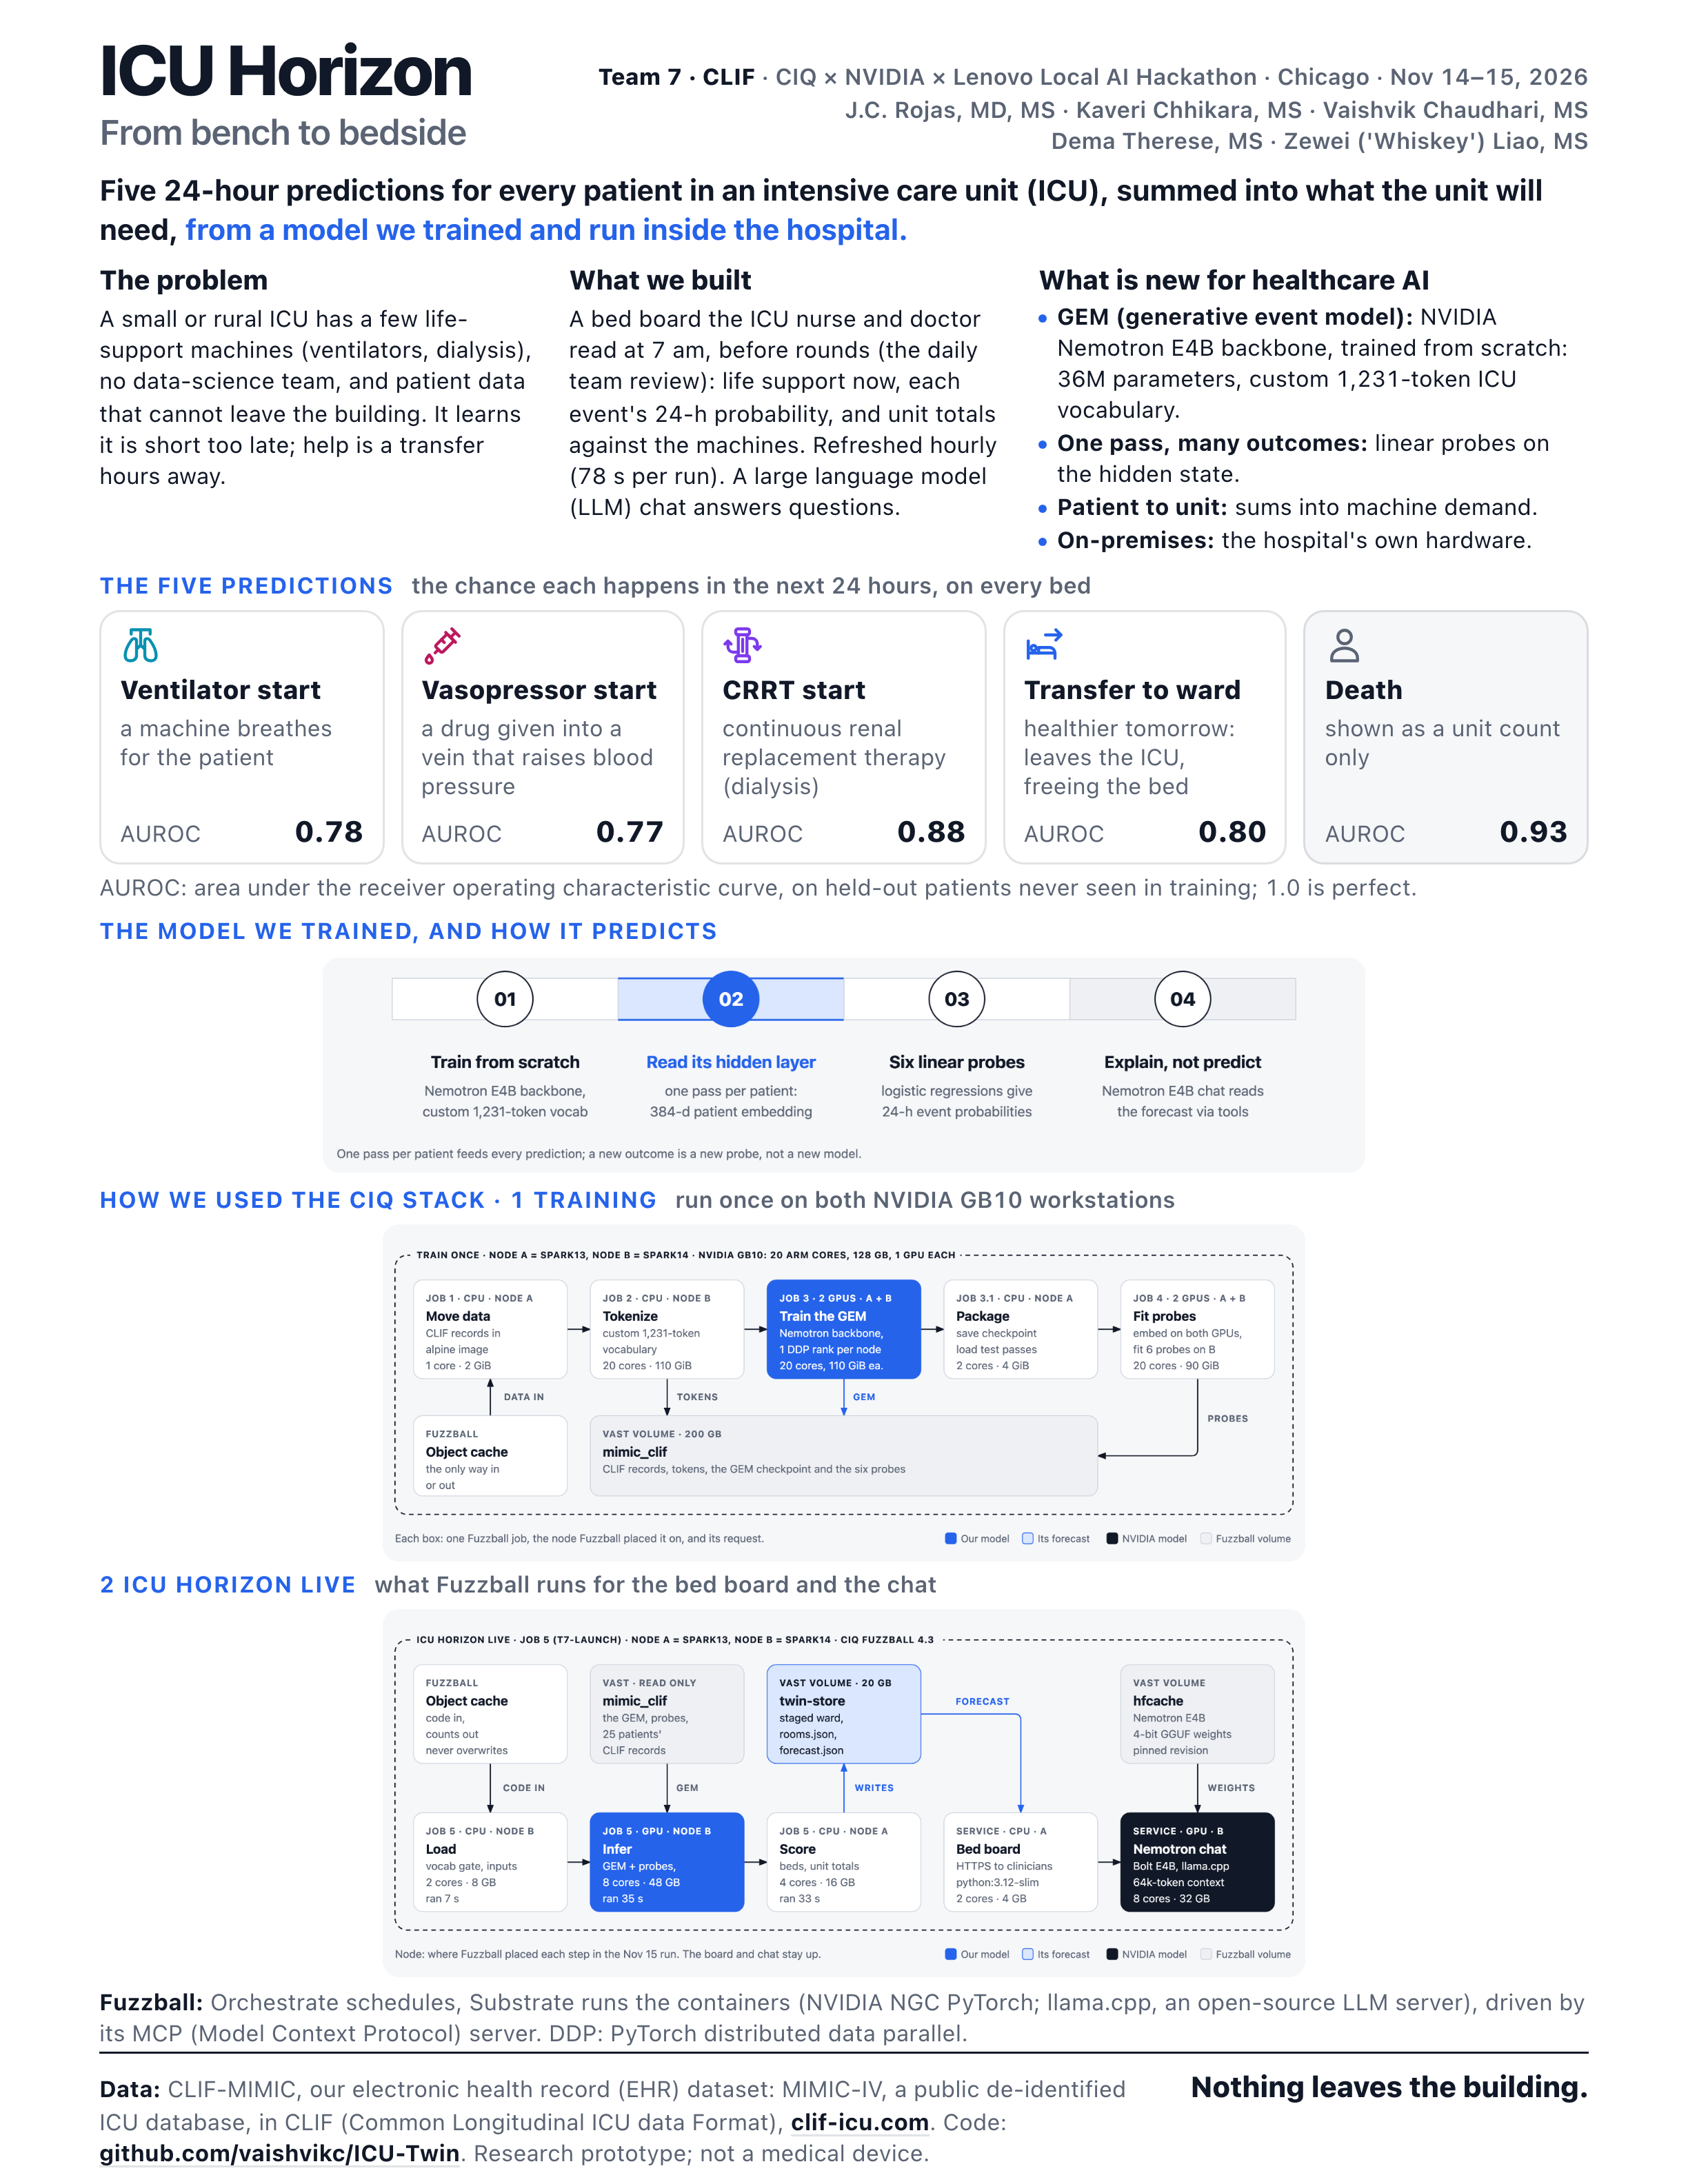 ICU Horizon
From bench to bedside
Team 7 · CLIF · CIQ × NVIDIA × Lenovo Local AI Hackathon · Chicago · Nov 14–15, 2026
J.C. Rojas, MD, MS · Kaveri Chhikara, MS · Vaishvik Chaudhari, MS
Dema Therese, MS · Zewei ('Whiskey') Liao, MS
Five 24-hour predictions for every patient in an intensive care unit (ICU), summed into what the unit will
need, from a model we trained and run inside the hospital.
The problem
A small or rural ICU has a few life-
support machines (ventilators, dialysis),
no data-science team, and patient data
that cannot leave the building. It learns
it is short too late; help is a transfer
hours away.
What we built
A bed board the ICU nurse and doctor
read at 7 am, before rounds (the daily
team review): life support now, each
event's 24-h probability, and unit totals
against the machines. Refreshed hourly
(78 s per run). A large language model
(LLM) chat answers questions.
What is new for healthcare AI
• GEM (generative event model): NVIDIA
Nemotron E4B backbone, trained from scratch:
36M parameters, custom 1,231-token ICU
vocabulary.
• One pass, many outcomes: linear probes on
the hidden state.
• Patient to unit: sums into machine demand.
• On-premises: the hospital's own hardware.
THE FIVE PREDICTIONS the chance each happens in the next 24 hours, on every bed
Ventilator start
a machine breathes
for the patient
AUROC 0.78
Vasopressor start
a drug given into a
vein that raises blood
pressure
AUROC 0.77
CRRT start
continuous renal
replacement therapy
(dialysis)
AUROC 0.88
Transfer to ward
healthier tomorrow:
leaves the ICU,
freeing the bed
AUROC 0.80
Death
shown as a unit count
only
AUROC 0.93
AUROC: area under the receiver operating characteristic curve, on held-out patients never seen in training; 1.0 is perfect.
THE MODEL WE TRAINED, AND HOW IT PREDICTS
01
Train from scratch
Nemotron E4B backbone,
custom 1,231-token vocab
02
Read its hidden layer
one pass per patient:
384-d patient embedding
03
Six linear probes
logistic regressions give
24-h event probabilities
04
Explain, not predict
Nemotron E4B chat reads
the forecast via tools
One pass per patient feeds every prediction; a new outcome is a new probe, not a new model.
HOW WE USED THE CIQ STACK · 1 TRAINING run once on both NVIDIA GB10 workstations
TRAIN ONCE · NODE A = SPARK13, NODE B = SPARK14 · NVIDIA GB10: 20 ARM CORES, 128 GB, 1 GPU EACH
JOB 1 · CPU · NODE A
Move data
CLIF records in
alpine image
1 core · 2 GiB
JOB 2 · CPU · NODE B
Tokenize
custom 1,231-token
vocabulary
20 cores · 110 GiB
JOB 3 · 2 GPUS · A + B
Train the GEM
Nemotron backbone,
1 DDP rank per node
20 cores, 110 GiB ea.
JOB 3.1 · CPU · NODE A
Package
save checkpoint
load test passes
2 cores · 4 GiB
JOB 4 · 2 GPUS · A + B
Fit probes
embed on both GPUs,
fit 6 probes on B
20 cores · 90 GiB
DATA IN
TOKENS
GEM
PROBES
FUZZBALL
Object cache
the only way in
or out
VAST VOLUME · 200 GB
mimic_clif
CLIF records, tokens, the GEM checkpoint and the six probes
Each box: one Fuzzball job, the node Fuzzball placed it on, and its request.
Our model Its forecast NVIDIA model Fuzzball volume
2 ICU HORIZON LIVE what Fuzzball runs for the bed board and the chat
ICU HORIZON LIVE · JOB 5 (T7-LAUNCH) · NODE A = SPARK13, NODE B = SPARK14 · CIQ FUZZBALL 4.3
FUZZBALL
Object cache
code in,
counts out
never overwrites
VAST · READ ONLY
mimic_clif
the GEM, probes,
25 patients'
CLIF records
VAST VOLUME · 20 GB
twin-store
staged ward,
rooms.json,
forecast.json
FORECAST
VAST VOLUME
hfcache
Nemotron E4B
4-bit GGUF weights
pinned revision
CODE IN
GEM
WRITES
WEIGHTS
JOB 5 · CPU · NODE B
Load
vocab gate, inputs
2 cores · 8 GB
ran 7 s
JOB 5 · GPU · NODE B
Infer
GEM + probes,
8 cores · 48 GB
ran 35 s
JOB 5 · CPU · NODE A
Score
beds, unit totals
4 cores · 16 GB
ran 33 s
SERVICE · CPU · A
Bed board
HTTPS to clinicians
python:3.12-slim
2 cores · 4 GB
SERVICE · GPU · B
Nemotron chat
Bolt E4B, llama.cpp
64k-token context
8 cores · 32 GB
Node: where Fuzzball placed each step in the Nov 15 run. The board and chat stay up.
Our model Its forecast NVIDIA model Fuzzball volume
Fuzzball: Orchestrate schedules, Substrate runs the containers (NVIDIA NGC PyTorch; llama.cpp, an open-source LLM server), driven by
its MCP (Model Context Protocol) server. DDP: PyTorch distributed data parallel.
Data: CLIF-MIMIC, our electronic health record (EHR) dataset: MIMIC-IV, a public de-identified
ICU database, in CLIF (Common Longitudinal ICU data Format), clif-icu.com. Code:
github.com/vaishvikc/ICU-Twin. Research prototype; not a medical device.
Nothing leaves the building.